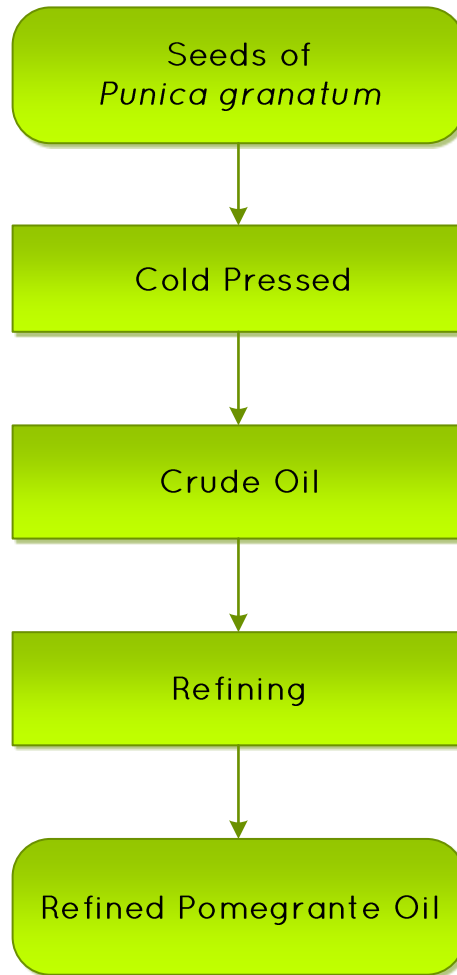 Seeds of
Punica granatum
Cold Pressed
Crude Oil
Refining
Refined Pomegrante Oil